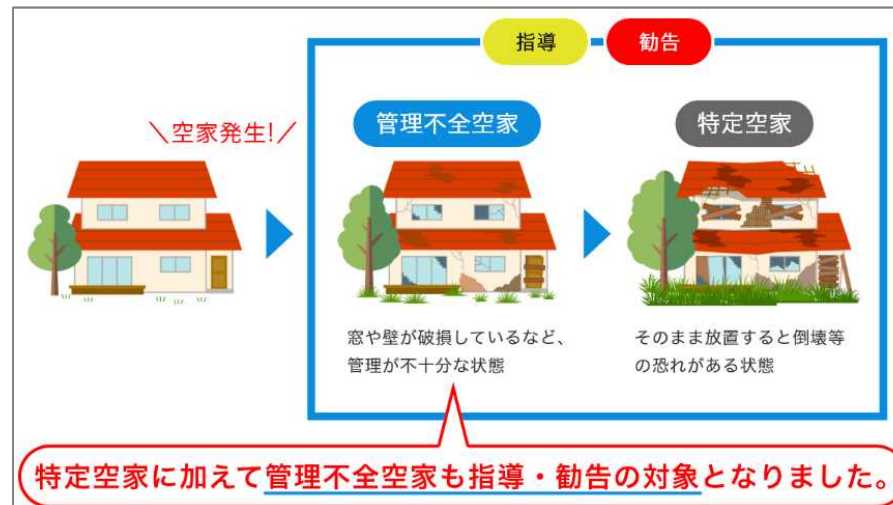 指導
勧告
＼空家発生!／
管理不全空家
特定空家
窓や壁が破損しているなど、
管理が不十分な状態
そのまま放置すると倒壊等
の恐れがある状態
特定空家に加えて管理不全空家も指導・勧告の対象となりました。